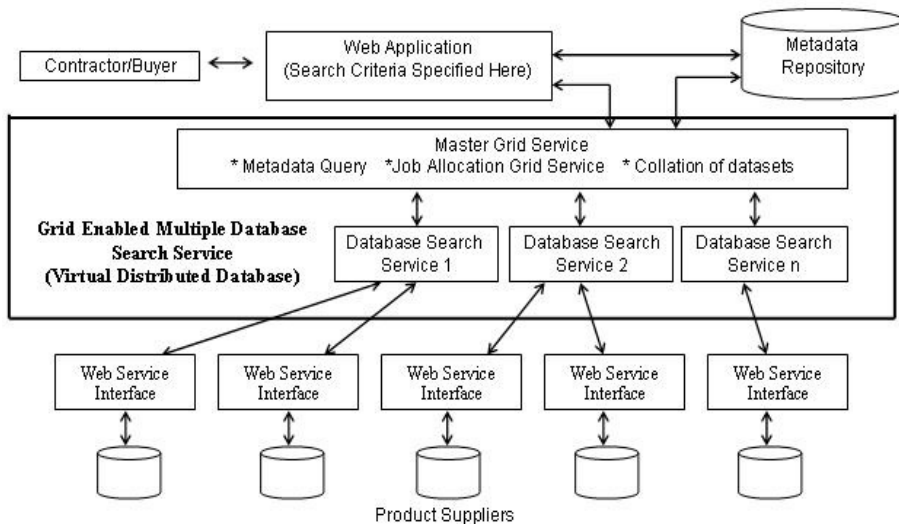 Contractor/Buyer
Web Application
(Search Criteria Specified Here)
Metadata
Repository
Master Grid Service
* Metadata Query *Job Allocation Grid Service * Collation of datasets
Grid Enabled Multiple Database
Search Service
(Virtual Distributed Database)
Database Search
Service 1
Database Search
Service 2
Database Search
Service n
Web Service
Interface
Web Service
Interface
Web Service
Interface
Web Service
Interface
Web Service
Interface
Product Suppliers